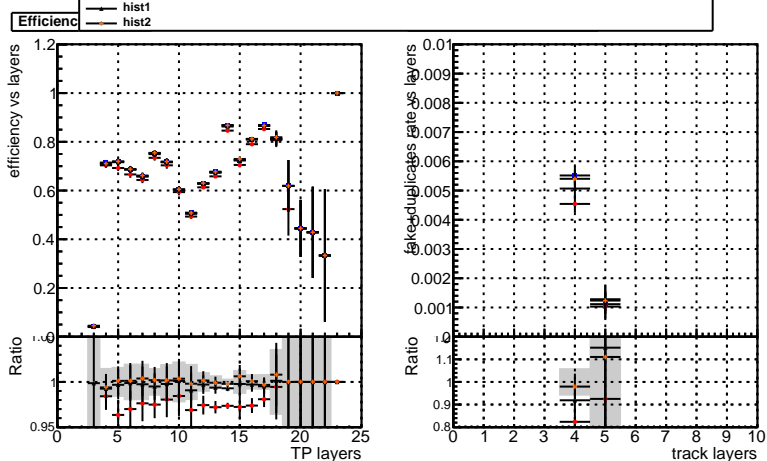 hist1
Efficienc
hist2
efficiency vs layers
1.2
1
0.8
0.6
0.4
0.2
0
Ratio
1
0.95
0 5 10 15 20 25
TP layers
fake+duplicates rate vs layers
0.01
0.009
0.008
0.007
0.006
0.005
0.004
0.003
0.002
0.001
0
Ratio
1.1
1
0.9
0.8
0 1 2 3 4 5 6 7 8 9 10
track layers